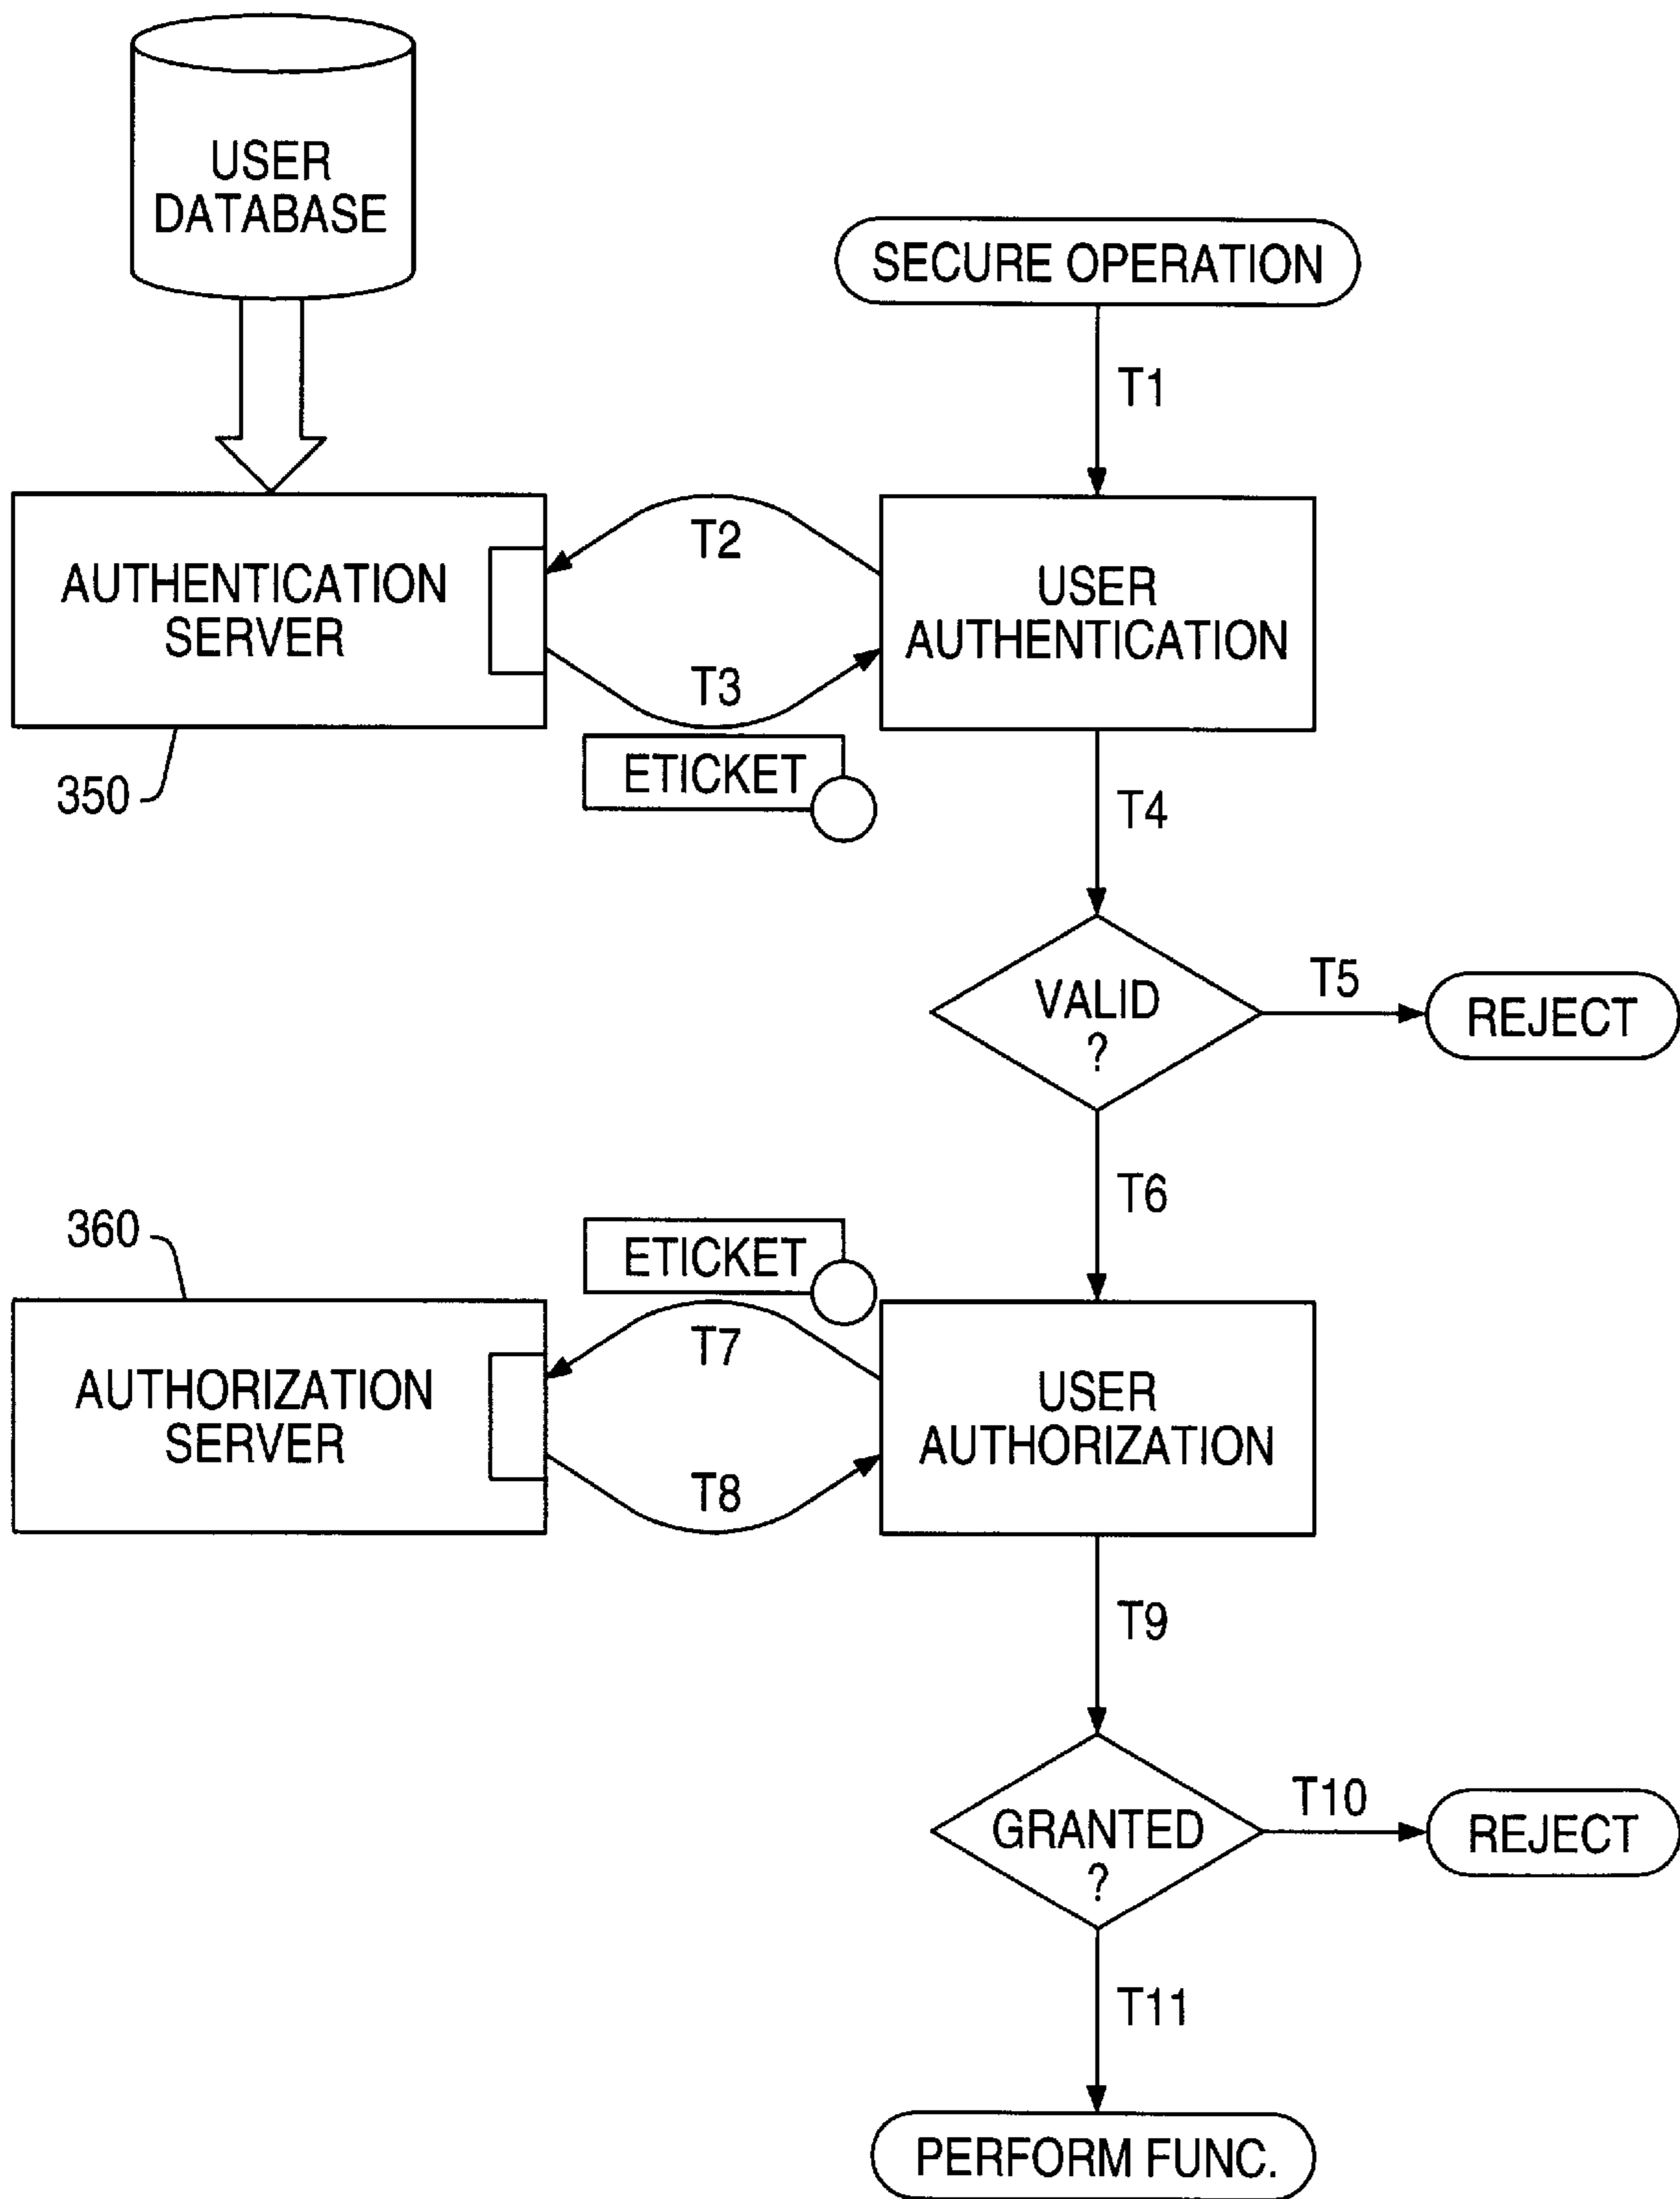 USER
DATABASE
SECURE OPERATION
T1
AUTHENTICATION
SERVER
T2
T3
USER
AUTHENTICATION
ETICKET
350
T4
VALID
?
T5
REJECT
T6
360
ETICKET
AUTHORIZATION
SERVER
T7
T8
USER
AUTHORIZATION
T9
GRANTED
?
T10
REJECT
T11
PERFORM FUNC.